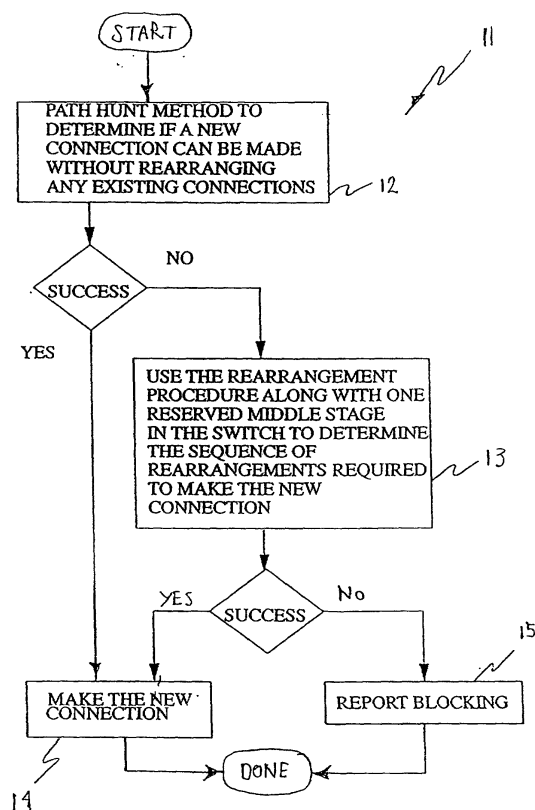 START
11
PATH HUNT METHOD TO
DETERMINE IF A NEW
CONNECTION CAN BE MADE
WITHOUT REARRANGING
ANY EXISTING CONNECTIONS
12
NO
SUCCESS
YES
USE THE REARRANGEMENT
PROCEDURE ALONG WITH ONE
RESERVED MIDDLE STAGE
IN THE SWITCH TO DETERMINE
THE SEQUENCE OF
REARRANGEMENTS REQUIRED
TO MAKE THE NEW
CONNECTION
13
YES
SUCCESS
NO
15
MAKE THE NEW
CONNECTION
REPORT BLOCKING
14
DONE